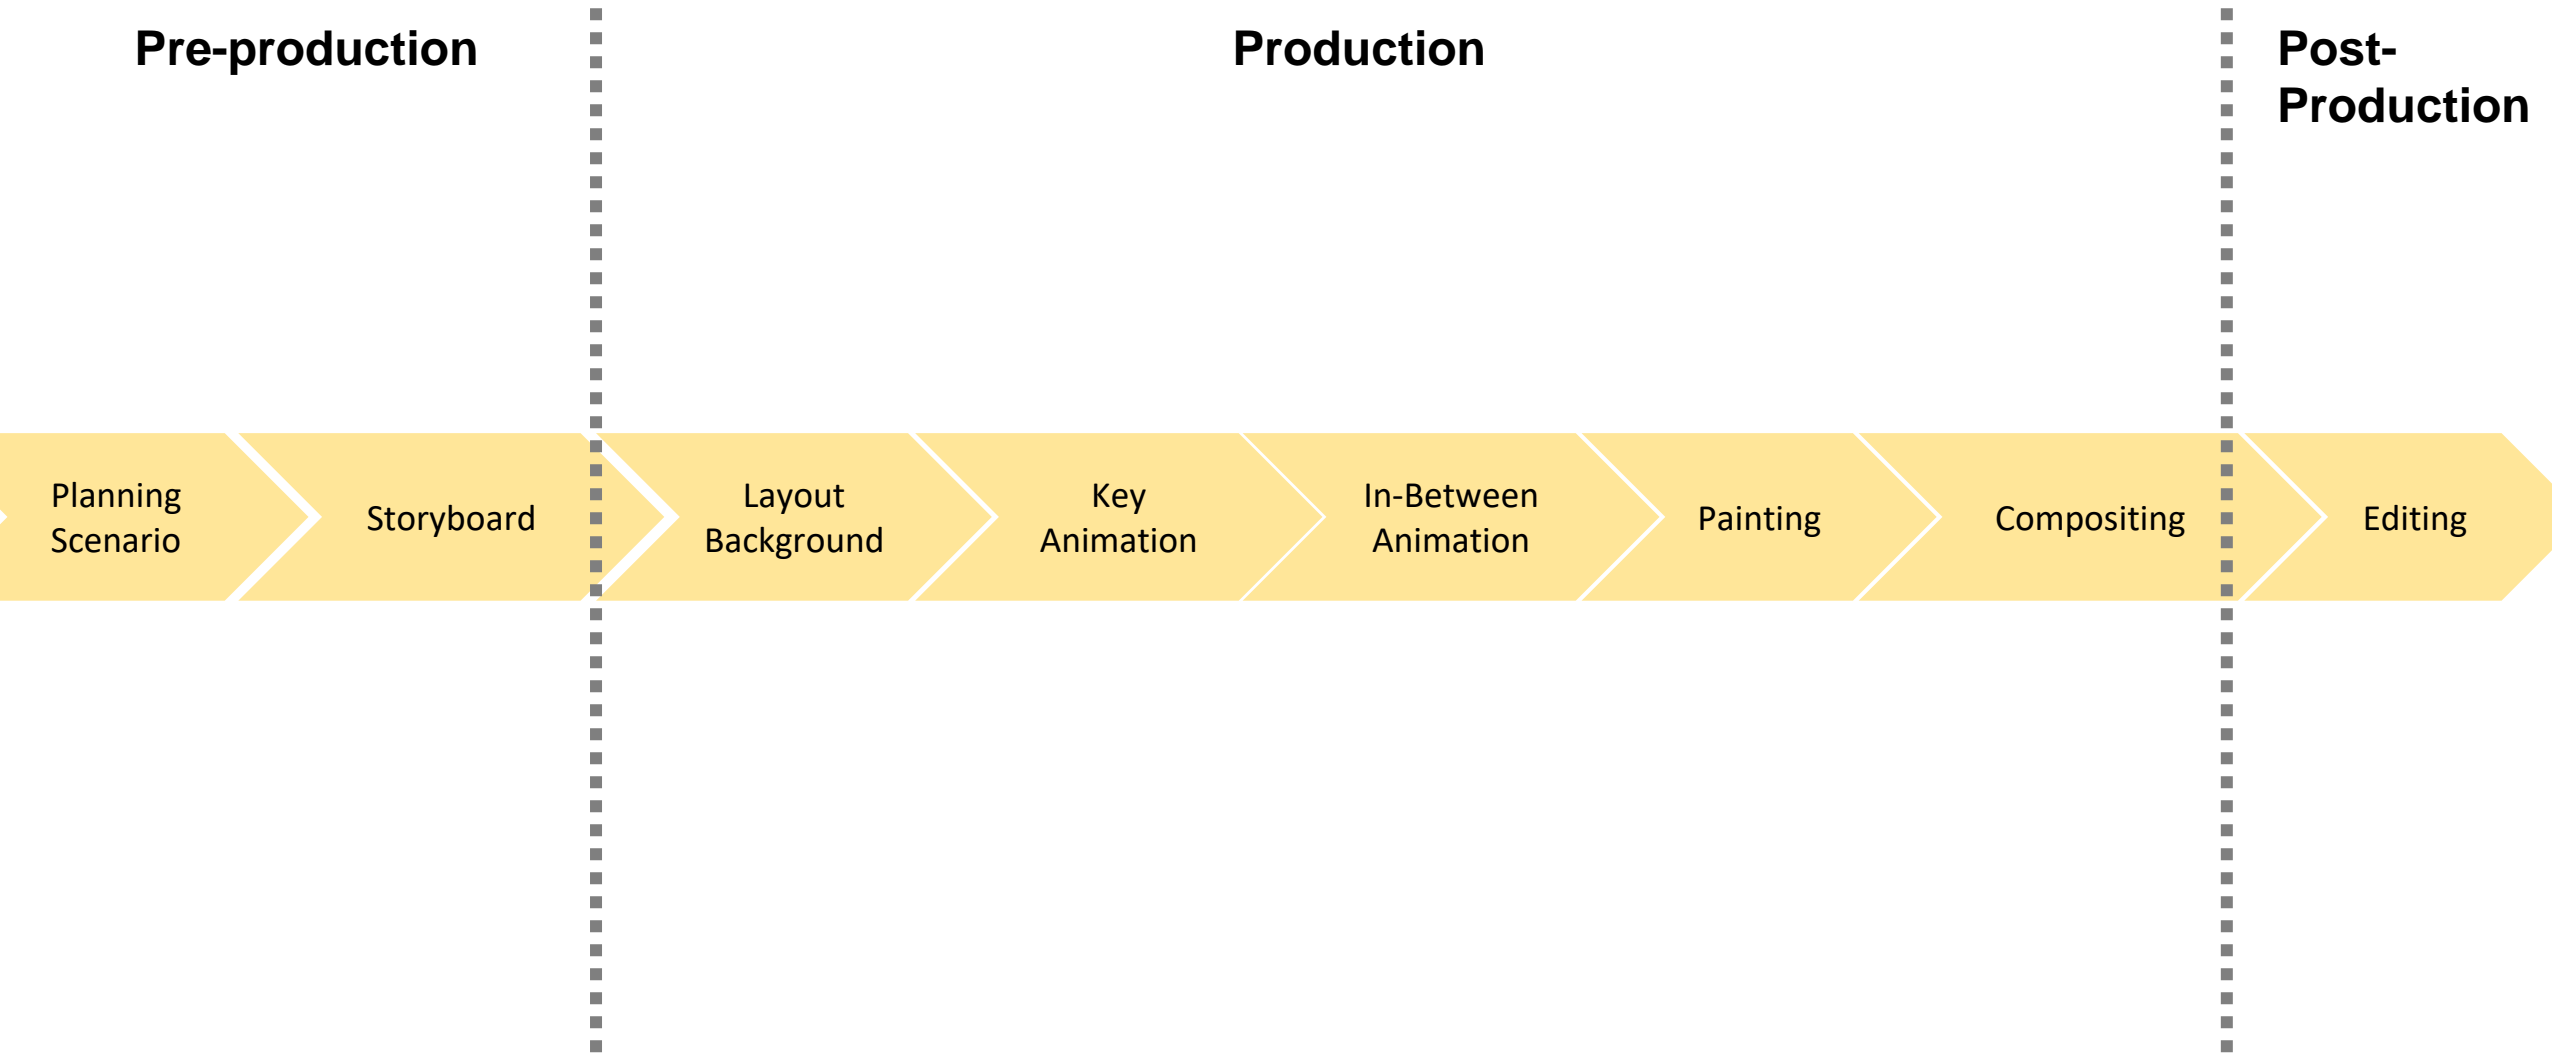 Pre-production
Production
Post-
Production
Planning
Scenario
Storyboard
Layout
Background
Key
Animation
In-Between
Animation
Painting
Compositing
Editing